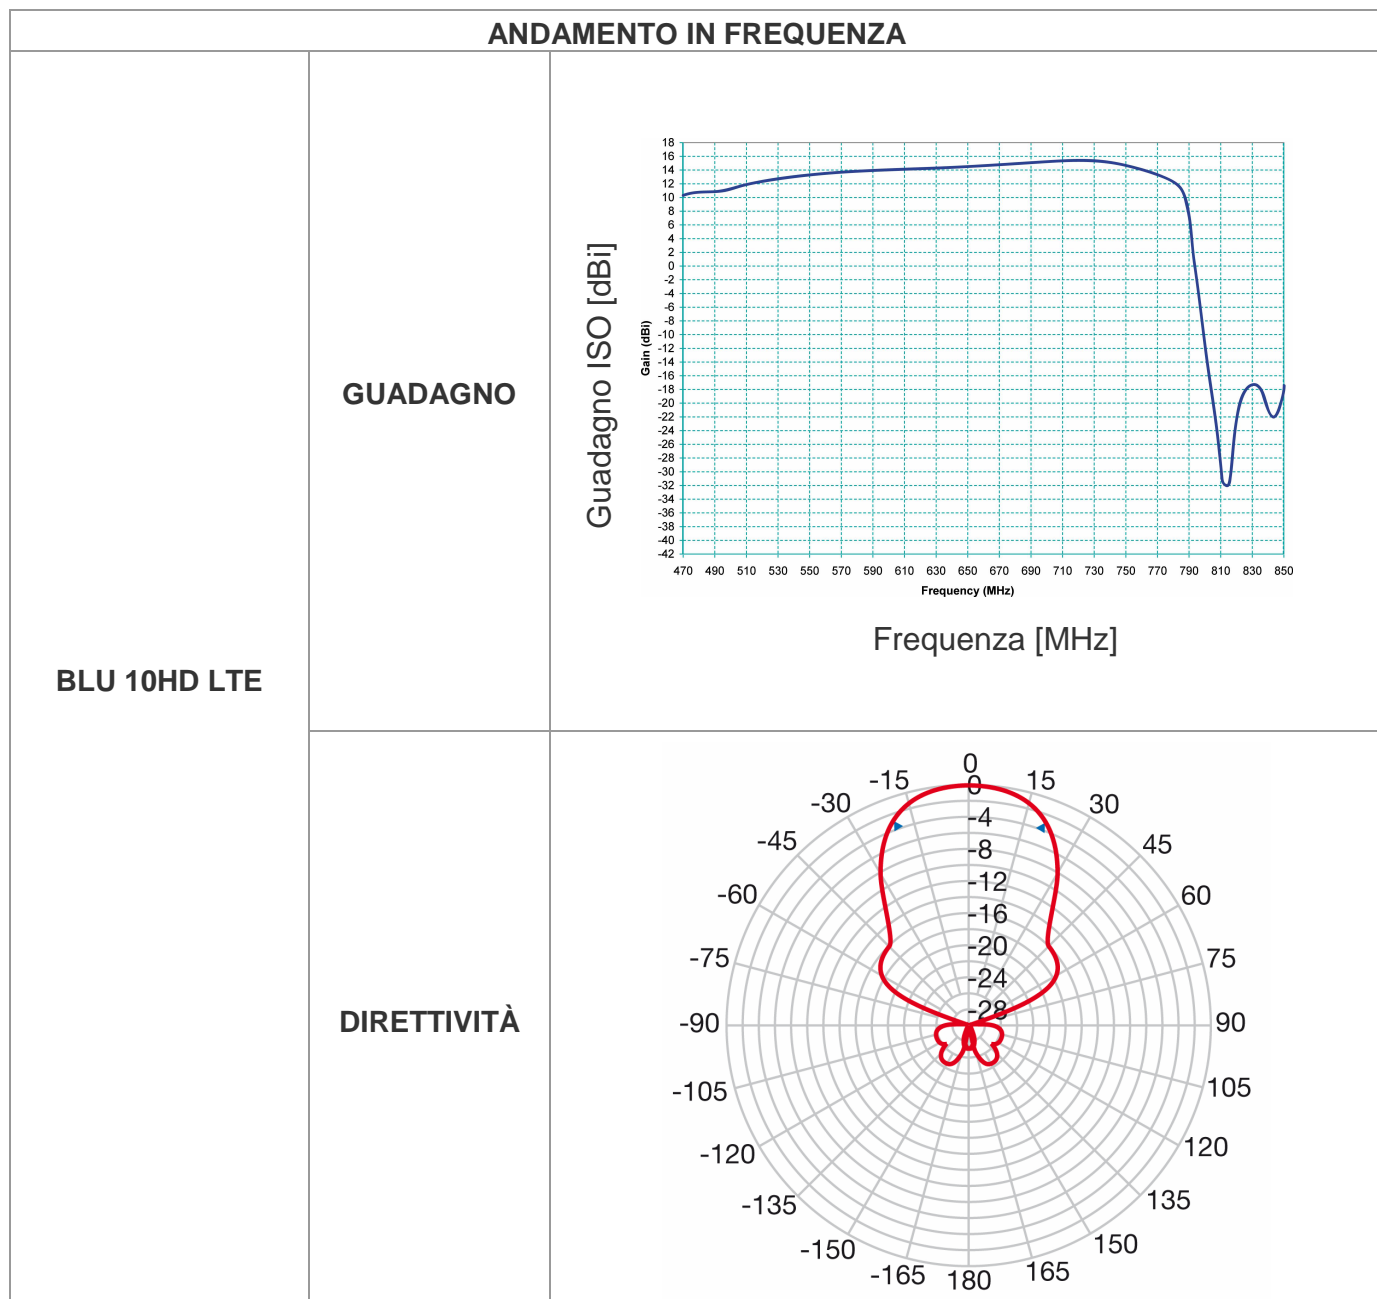 ANDAMENTO IN FREQUENZA
BLU 10HD LTE
GUADAGNO
Guadagno ISO [dBi]
Gain (dBi)
18
16
14
12
10
8
6
4
2
0
-2
-4
-6
-8
-10
-12
-14
-16
-18
-20
-22
-24
-26
-28
-30
-32
-34
-36
-38
-40
-42
470 490 510 530 550 570 590 610 630 650 670 690 710 730 750 770 790 810 830 850
Frequency (MHz)
Frequenza [MHz]
DIRETTIVITÀ
0
-15 0 15
-30 -4 30
-45 -8 45
-12
-60 -16 60
-20
-75 -24 75
-28
-90 90
-105 105
-120 120
-135 135
-150 150
-165 180 165